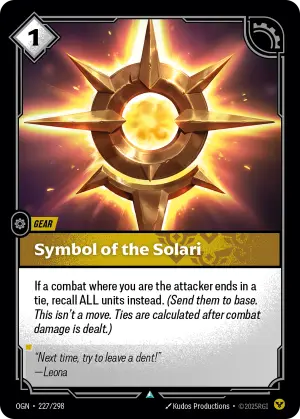 1
GEAR
Symbol of the Solari
If a combat where you are the attacker ends in a
tie, recall ALL units instead. (Send them to base.
This isn't a move. Ties are calculated after combat
damage is dealt.)
"Next time, try to leave a dent!"
—Leona
OGN • 227/298
Kudos Productions • ©2025RGI